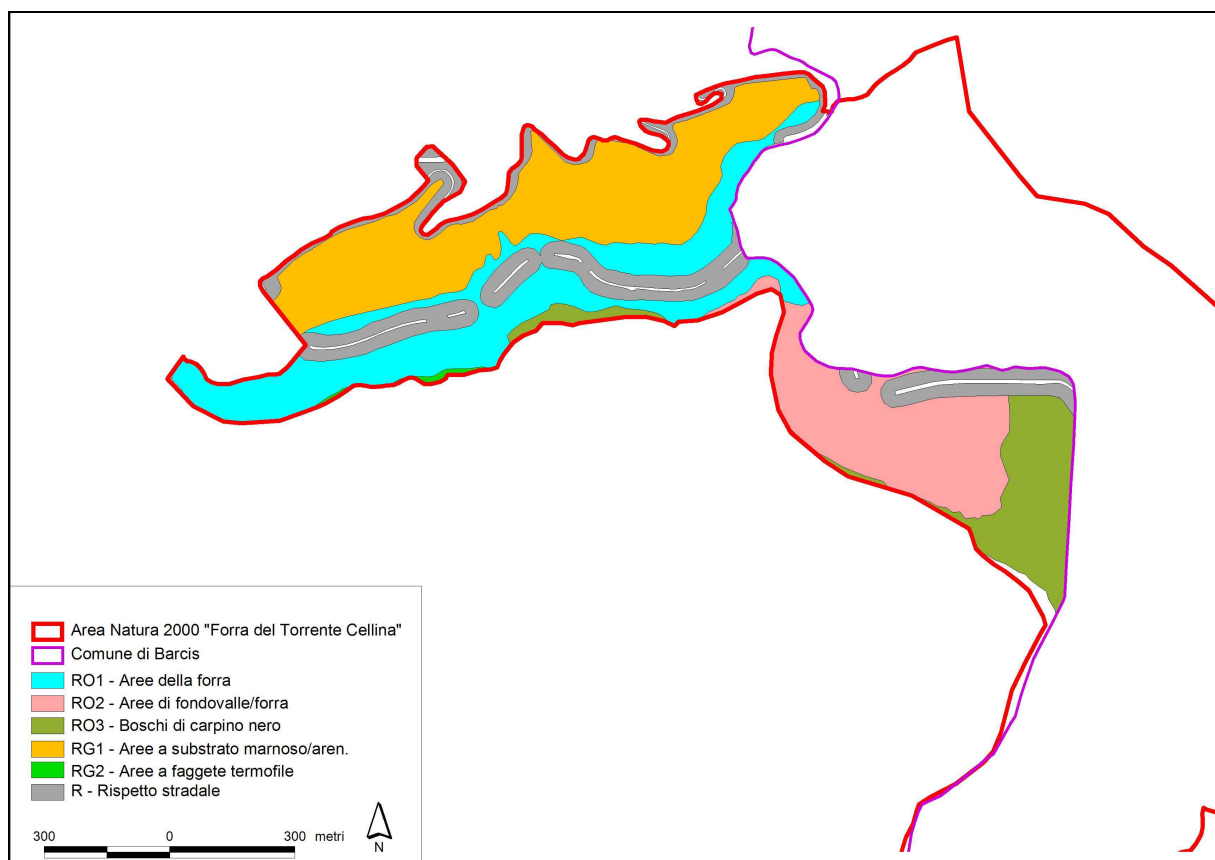 Area Natura 2000 "Forra del Torrente Cellina"
Comune di Barcis
RO1 - Aree della forra
RO2 - Aree di fondovalle/forra
RO3 - Boschi di carpino nero
RG1 - Aree a substrato marnoso/aren.
RG2 - Aree a faggete termofile
R - Rispetto stradale
300 0 300 metri
N